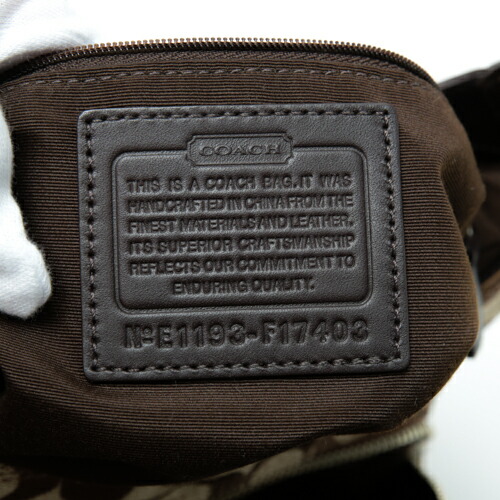 COACH
THIS IS A COACH BAG.IT WAS
HANDCRAFTED IN CHINA FROM THE
FINEST MATERIALS AND LEATHER.
ITS SUPERIOR CRAFTSMANSHIP
REFLECTS OUR COMMITMENT TO
ENDURING QUALITY.
NoE1193-F17403